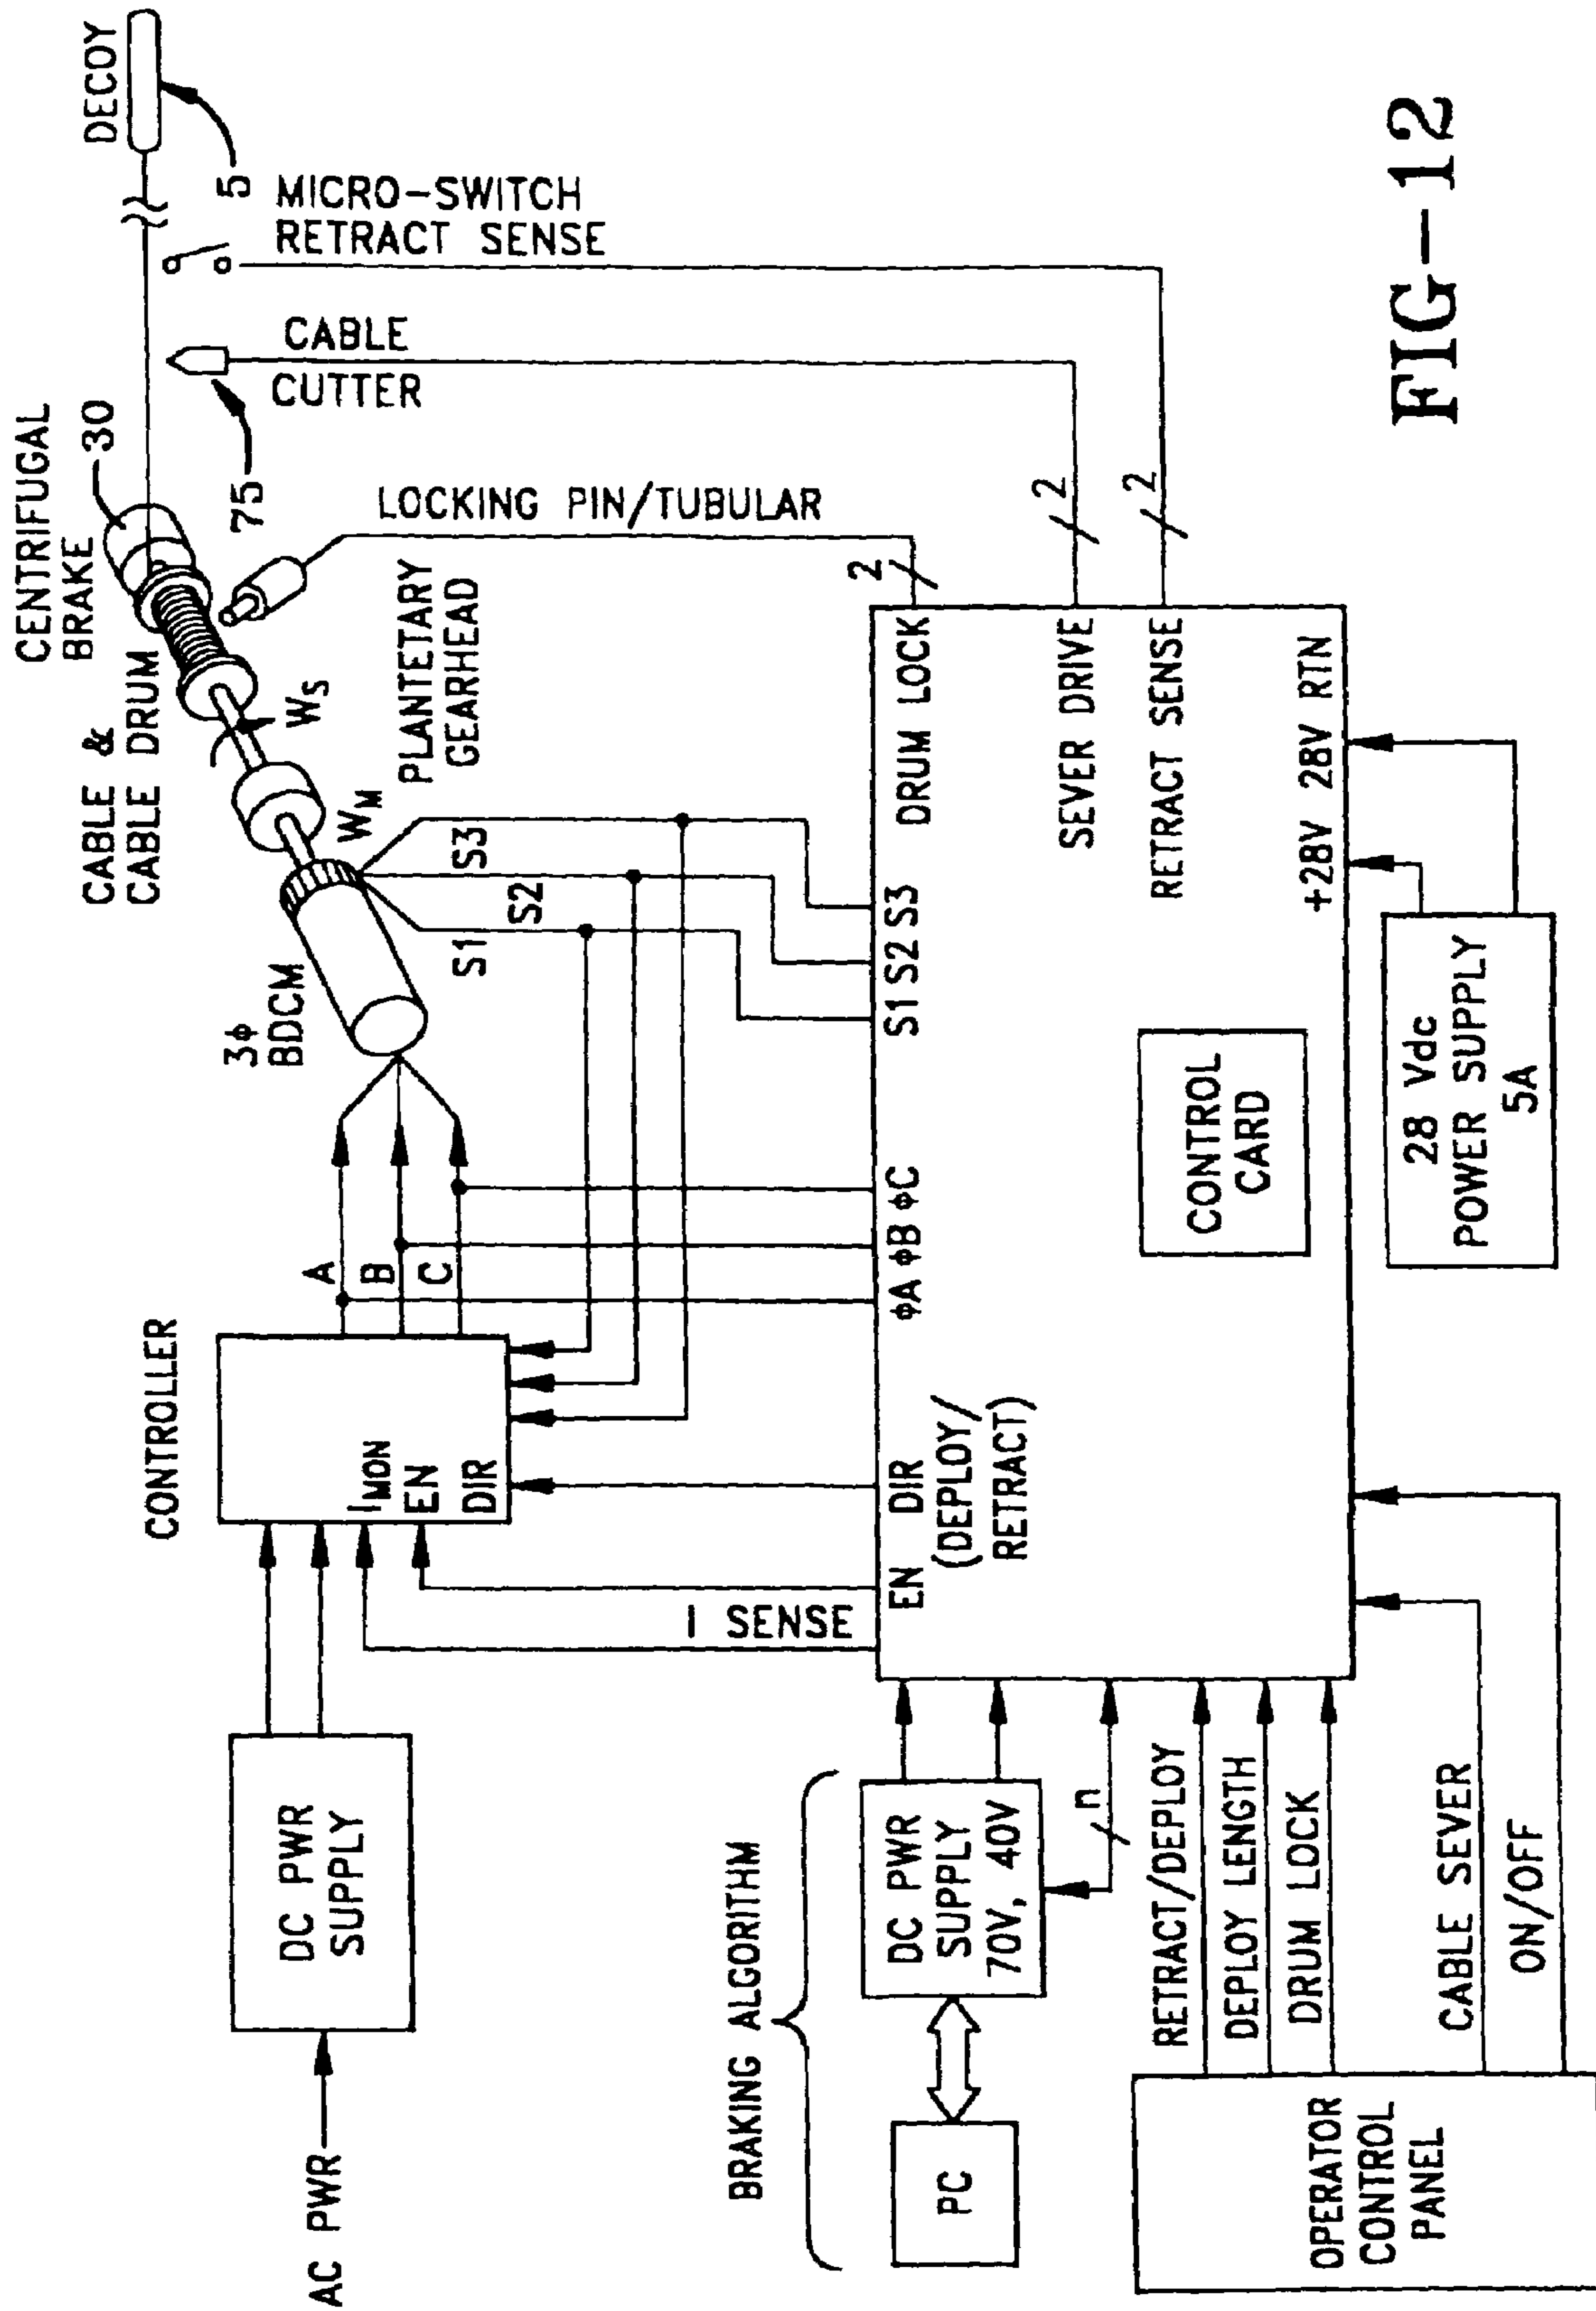 CENTRIFUGAL
BRAKE
30
CABLE &
CABLE DRUM
DECOY
5
MICRO-SWITCH
RETRACT SENSE
CABLE
CUTTER
75
LOCKING PIN/TUBULAR
WS
PLANTETARY
GEARHEAD
WM
3ϕ
BDCM
S1
S2
S3
CONTROLLER
A
B
C
IMON
EN
DIR
DC PWR
SUPPLY
AC PWR
I SENSE
EN
DIR
(DEPLOY/
RETRACT)
ϕA
ϕB
ϕC
S1
S2
S3
DRUM LOCK
2
SEVER DRIVE
2
RETRACT SENSE
2
CONTROL
CARD
+28V
28V RTN
28 Vdc
POWER SUPPLY
5A
BRAKING ALGORITHM
PC
DC PWR
SUPPLY
70V, 40V
n
RETRACT/DEPLOY
DEPLOY LENGTH
DRUM LOCK
CABLE SEVER
ON/OFF
OPERATOR
CONTROL
PANEL
FIG-12